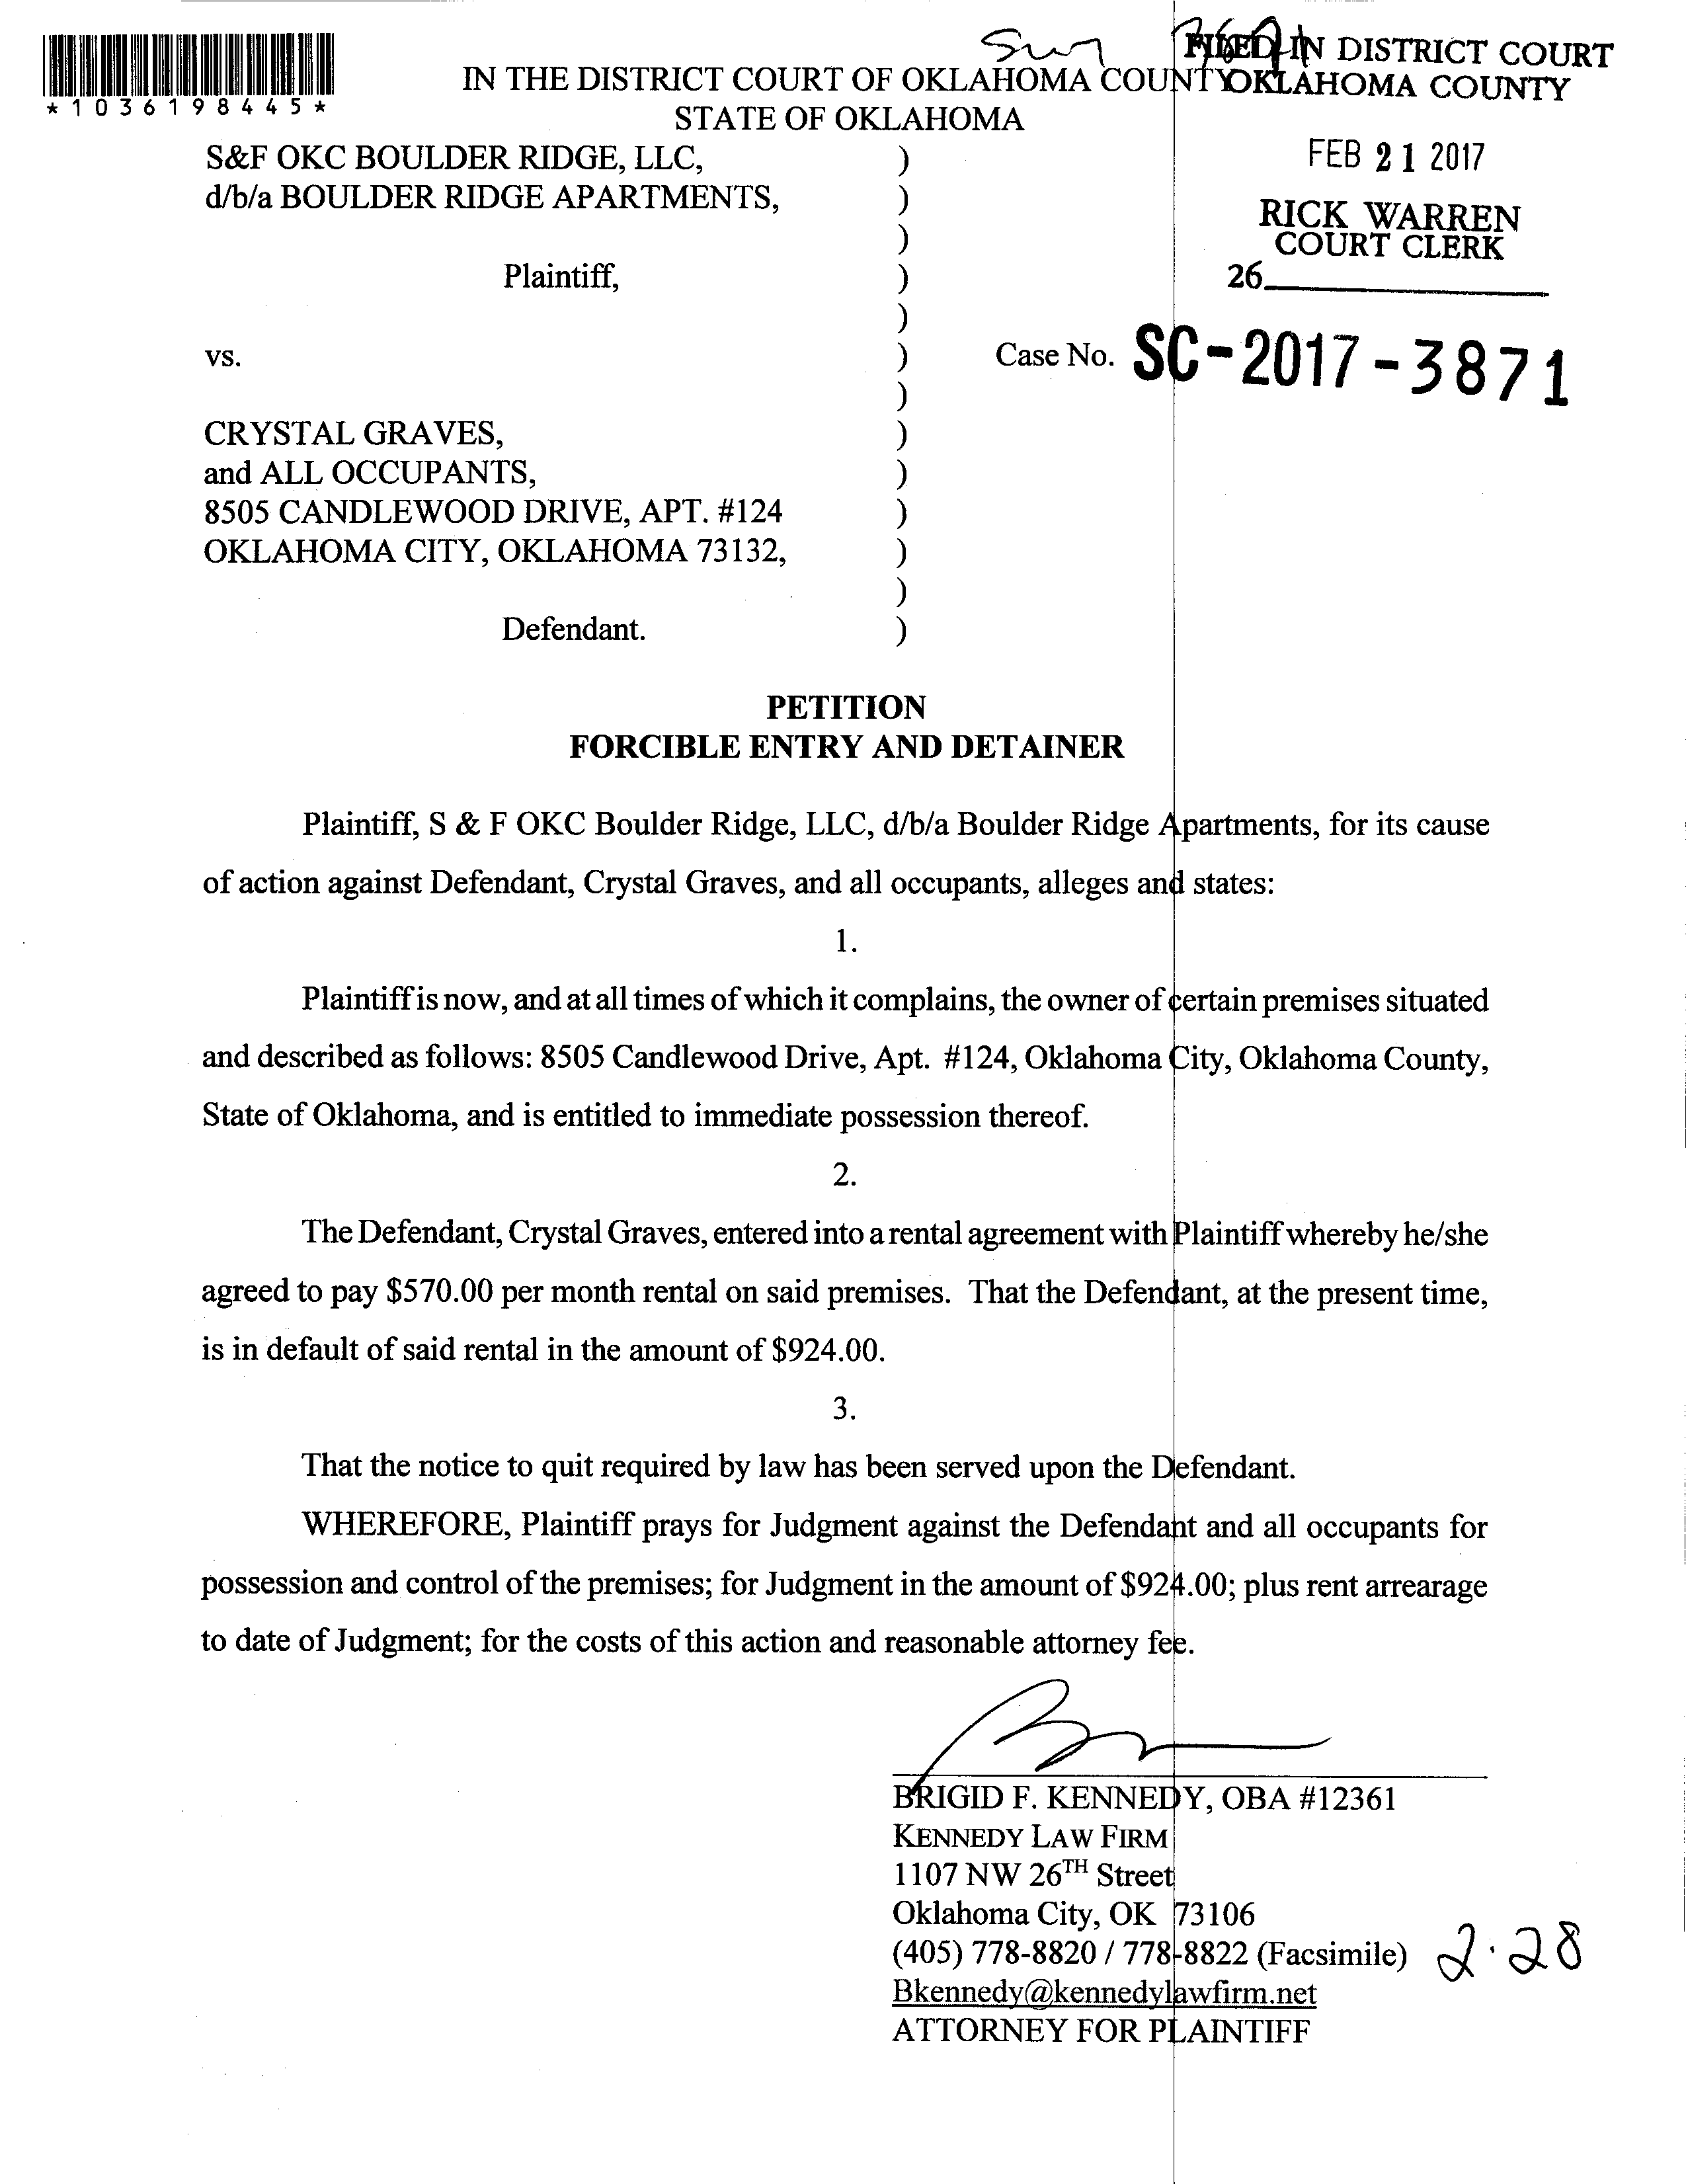 *1036198445*
FILED IN DISTRICT COURT
OKLAHOMA COUNTY
IN THE DISTRICT COURT OF OKLAHOMA COUNTY
STATE OF OKLAHOMA
FEB 21 2017
RICK WARREN
COURT CLERK
26
S&F OKC BOULDER RIDGE, LLC, )
d/b/a BOULDER RIDGE APARTMENTS, )
)
Plaintiff, )
)
vs. ) Case No. SC-2017-3871
)
CRYSTAL GRAVES, )
and ALL OCCUPANTS, )
8505 CANDLEWOOD DRIVE, APT. #124 )
OKLAHOMA CITY, OKLAHOMA 73132, )
)
Defendant. )
PETITION
FORCIBLE ENTRY AND DETAINER
Plaintiff, S & F OKC Boulder Ridge, LLC, d/b/a Boulder Ridge Apartments, for its cause
of action against Defendant, Crystal Graves, and all occupants, alleges and states:
1.
Plaintiff is now, and at all times of which it complains, the owner of certain premises situated
and described as follows: 8505 Candlewood Drive, Apt. #124, Oklahoma City, Oklahoma County,
State of Oklahoma, and is entitled to immediate possession thereof.
2.
The Defendant, Crystal Graves, entered into a rental agreement with Plaintiff whereby he/she
agreed to pay $570.00 per month rental on said premises. That the Defendant, at the present time,
is in default of said rental in the amount of $924.00.
3.
That the notice to quit required by law has been served upon the Defendant.
WHEREFORE, Plaintiff prays for Judgment against the Defendant and all occupants for
possession and control of the premises; for Judgment in the amount of $924.00; plus rent arrearage
to date of Judgment; for the costs of this action and reasonable attorney fee.
BRIGID F. KENNEDY, OBA #12361
KENNEDY LAW FIRM
1107 NW 26TH Street
Oklahoma City, OK 73106
(405) 778-8820 / 778-8822 (Facsimile) 2.28
Bkennedy@kennedylawfirm.net
ATTORNEY FOR PLAINTIFF